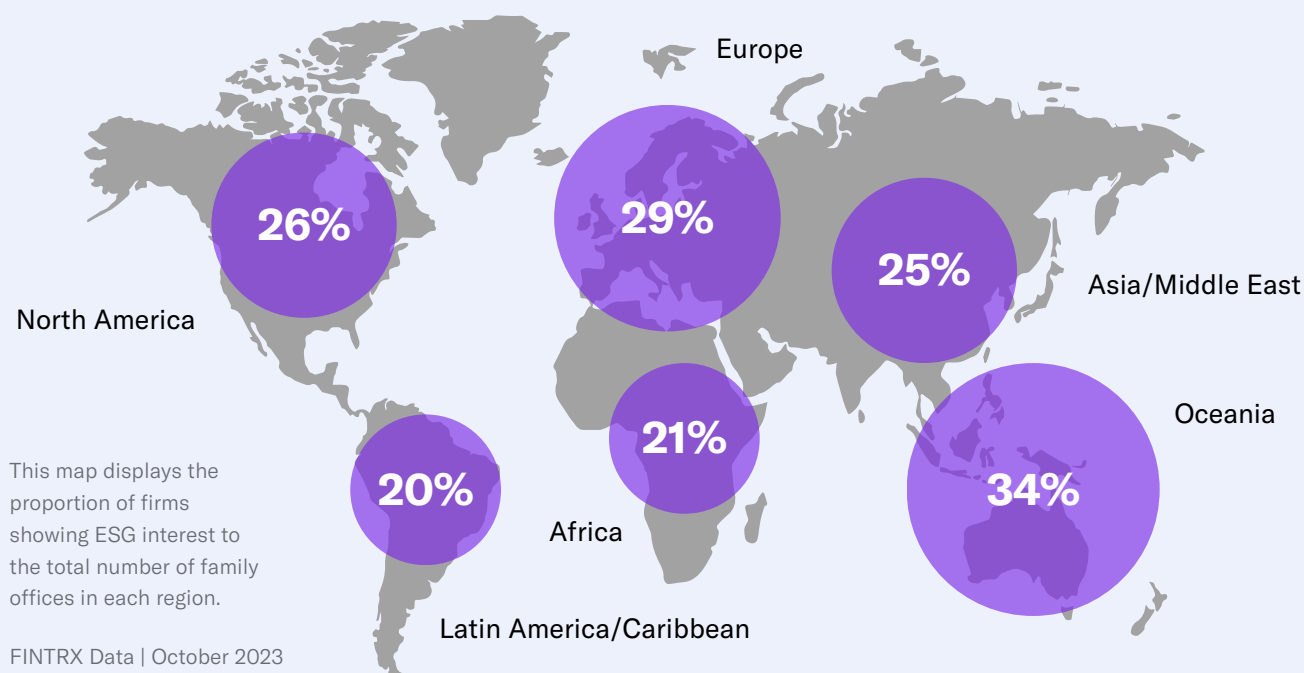 Europe
26%
29%
25%
Asia/Middle East
North America
Oceania
21%
20%
34%
This map displays the
proportion of firms
showing ESG interest to
the total number of family
offices in each region.
Africa
Latin America/Caribbean
FINTRX Data | October 2023